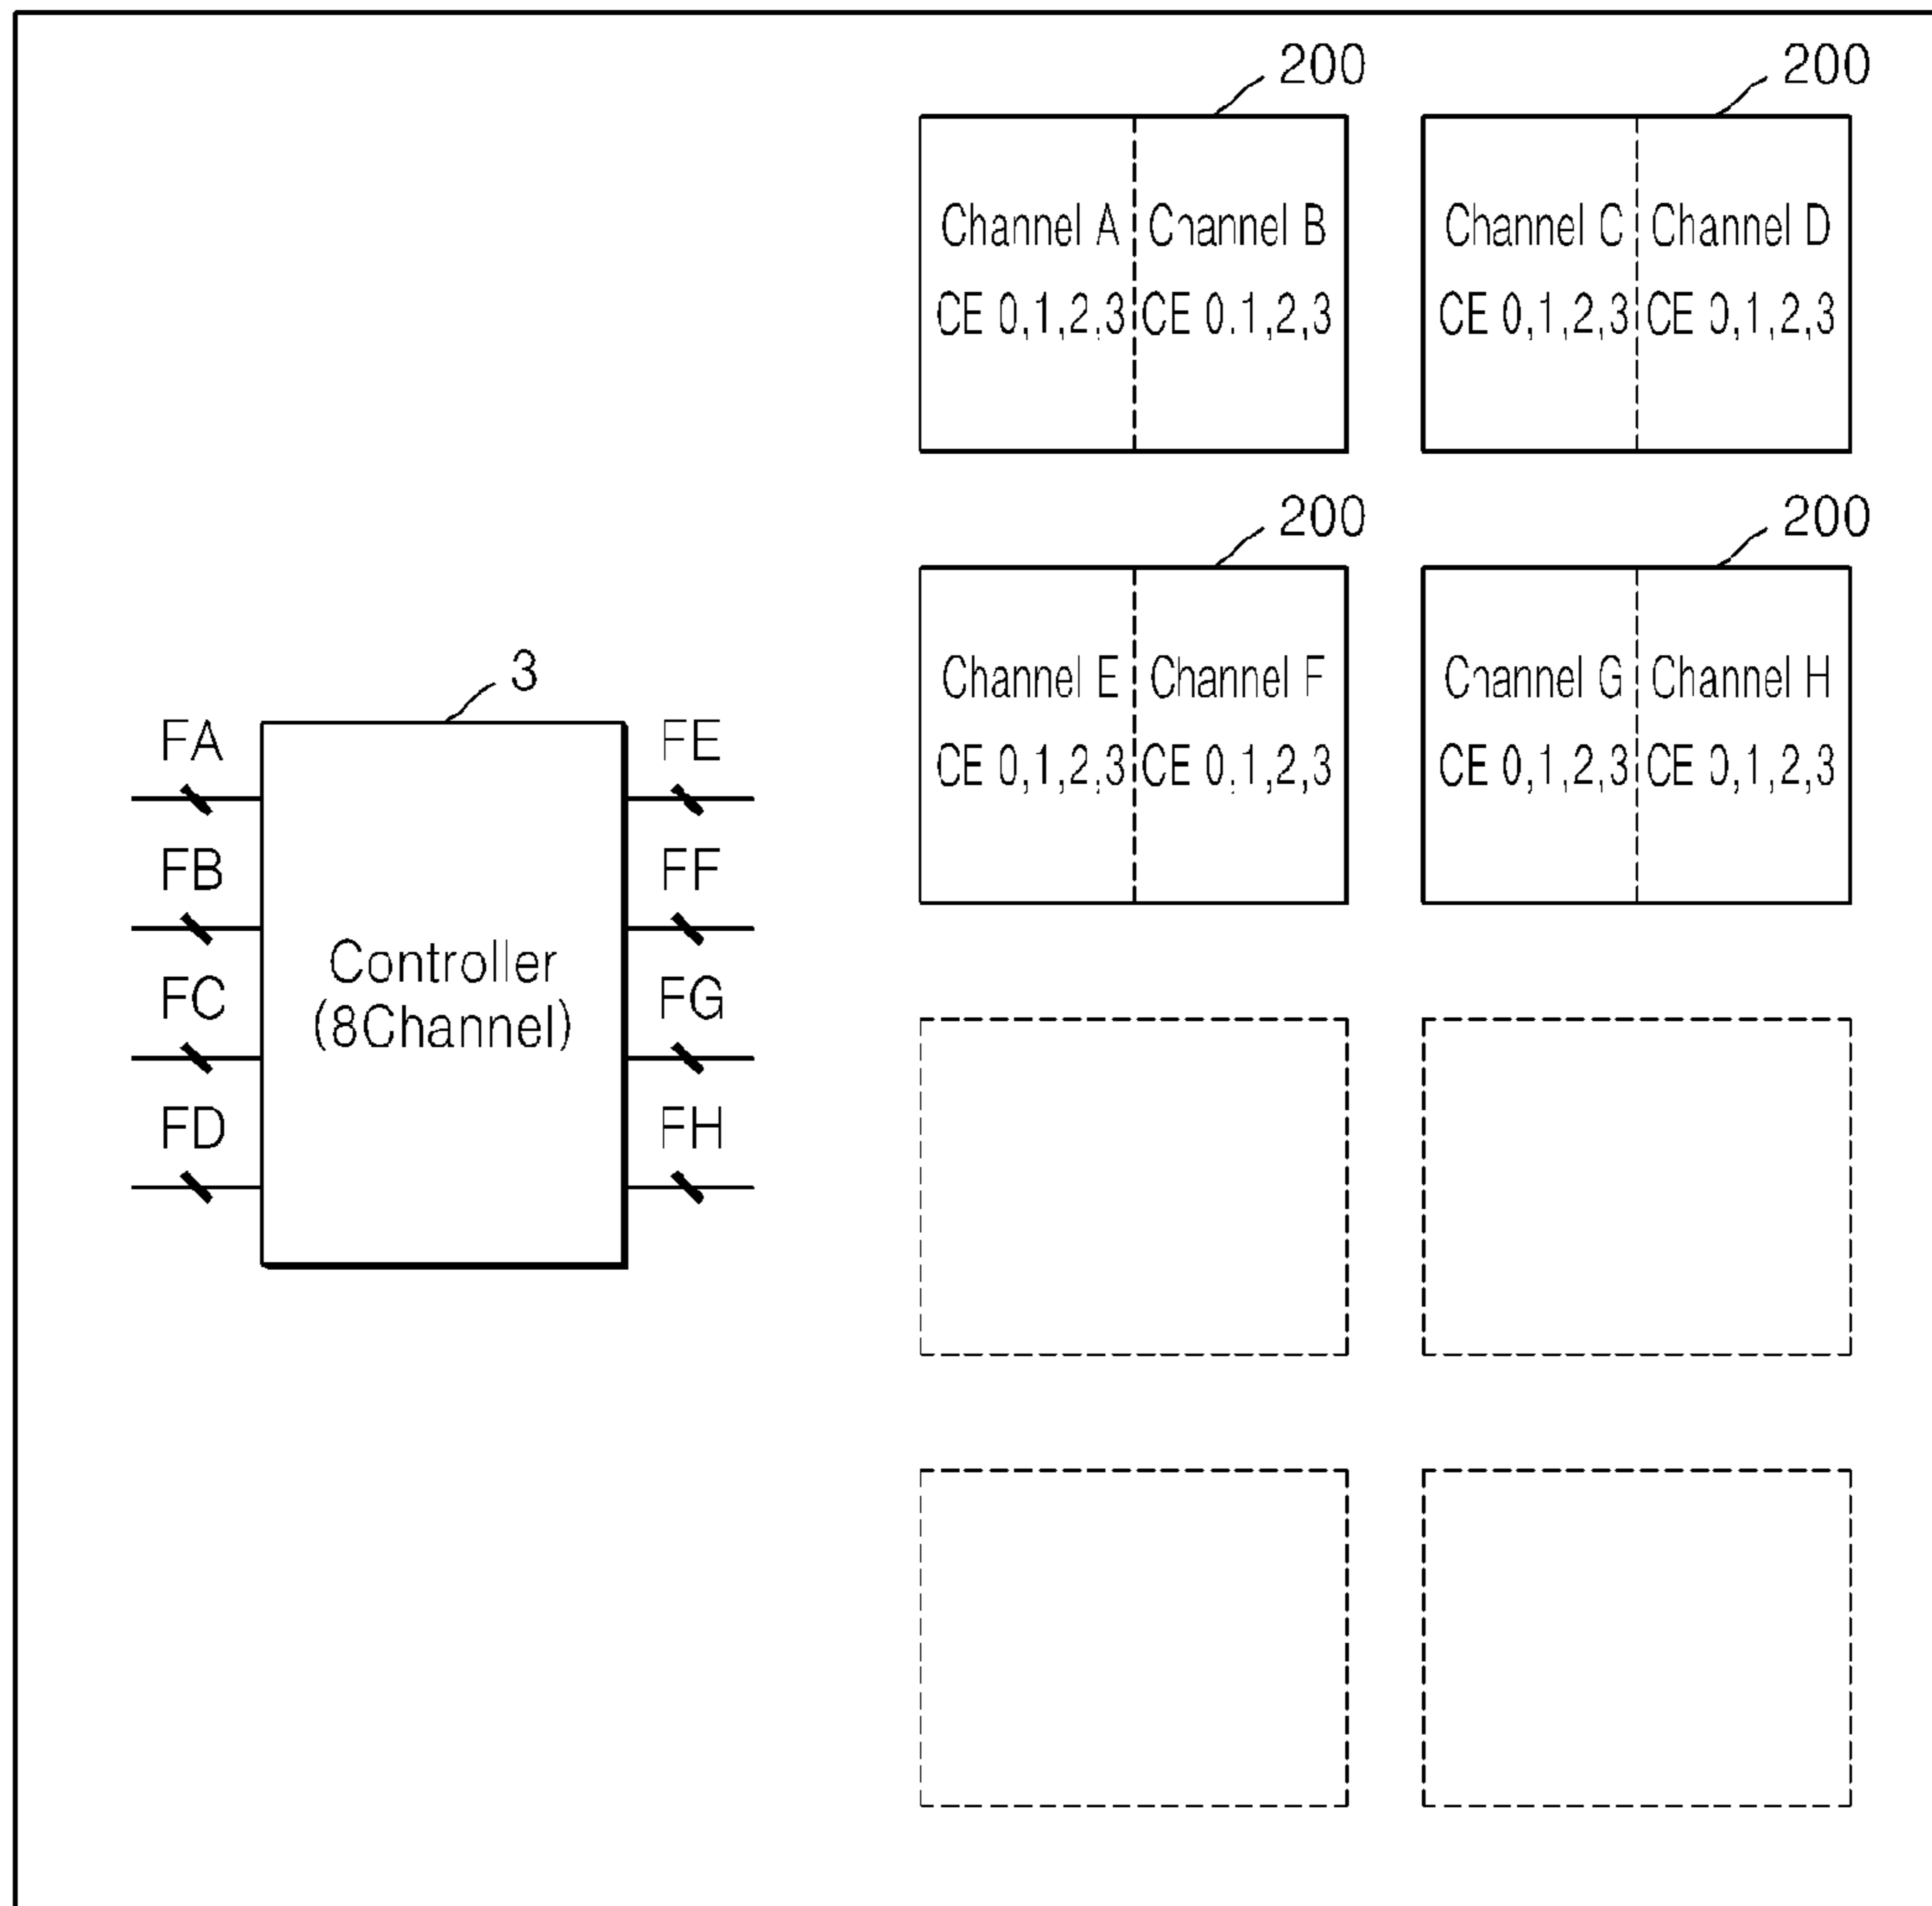 200
200
Channel A
Channel B
Channel C
Channel D
CE 0,1,2,3
CE 0,1,2,3
CE 0,1,2,3
CE 0,1,2,3
200
200
Channel E
Channel F
Channel G
Channel H
CE 0,1,2,3
CE 0,1,2,3
CE 0,1,2,3
CE 0,1,2,3
3
FA
FE
FB
FF
Controller
(8Channel)
FC
FG
FD
FH